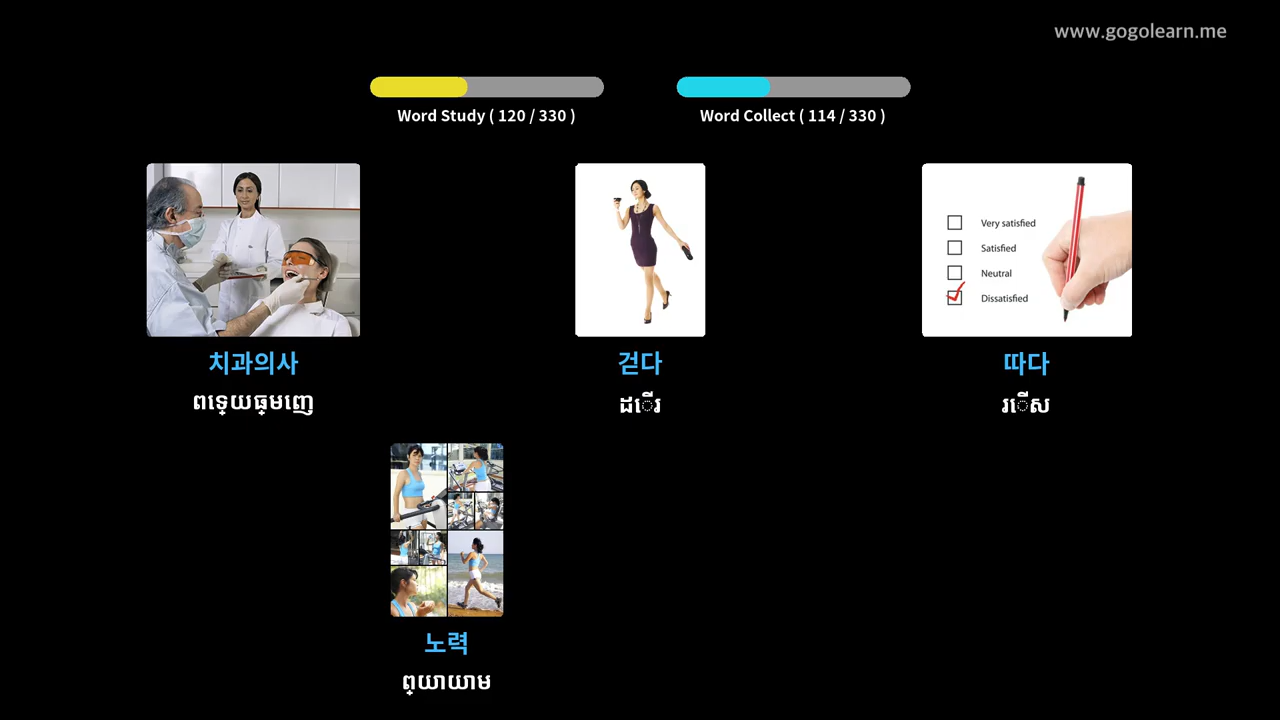 www.gogolearn.me
Word Study ( 120 / 330 )
Word Collect ( 114 / 330 )
Very satisfied
Satisfied
Neutral
Dissatisfied
치과의사
걷다
따다
ពទ្យេធ្មេញ
ដើរ
រើស
노력
ព្យាយាម